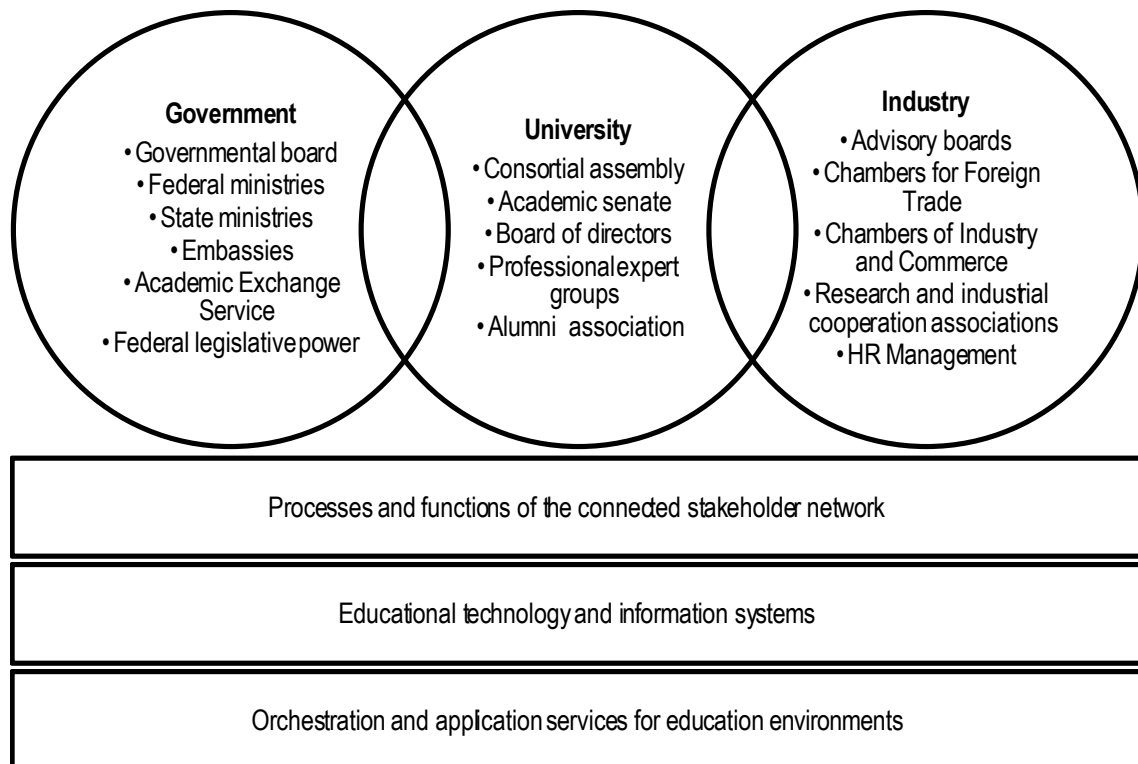 Government
• Governmental board
• Federal ministries
• State ministries
• Embassies
• Academic Exchange
Service
• Federal legislative power
University
• Consortial assembly
• Academic senate
• Board of directors
• Professional expert
groups
• Alumni association
Industry
• Advisory boards
• Chambers for Foreign
Trade
• Chambers of Industry
and Commerce
• Research and industrial
cooperation associations
• HR Management
Processes and functions of the connected stakeholder network
Educational technology and information systems
Orchestration and application services for education environments